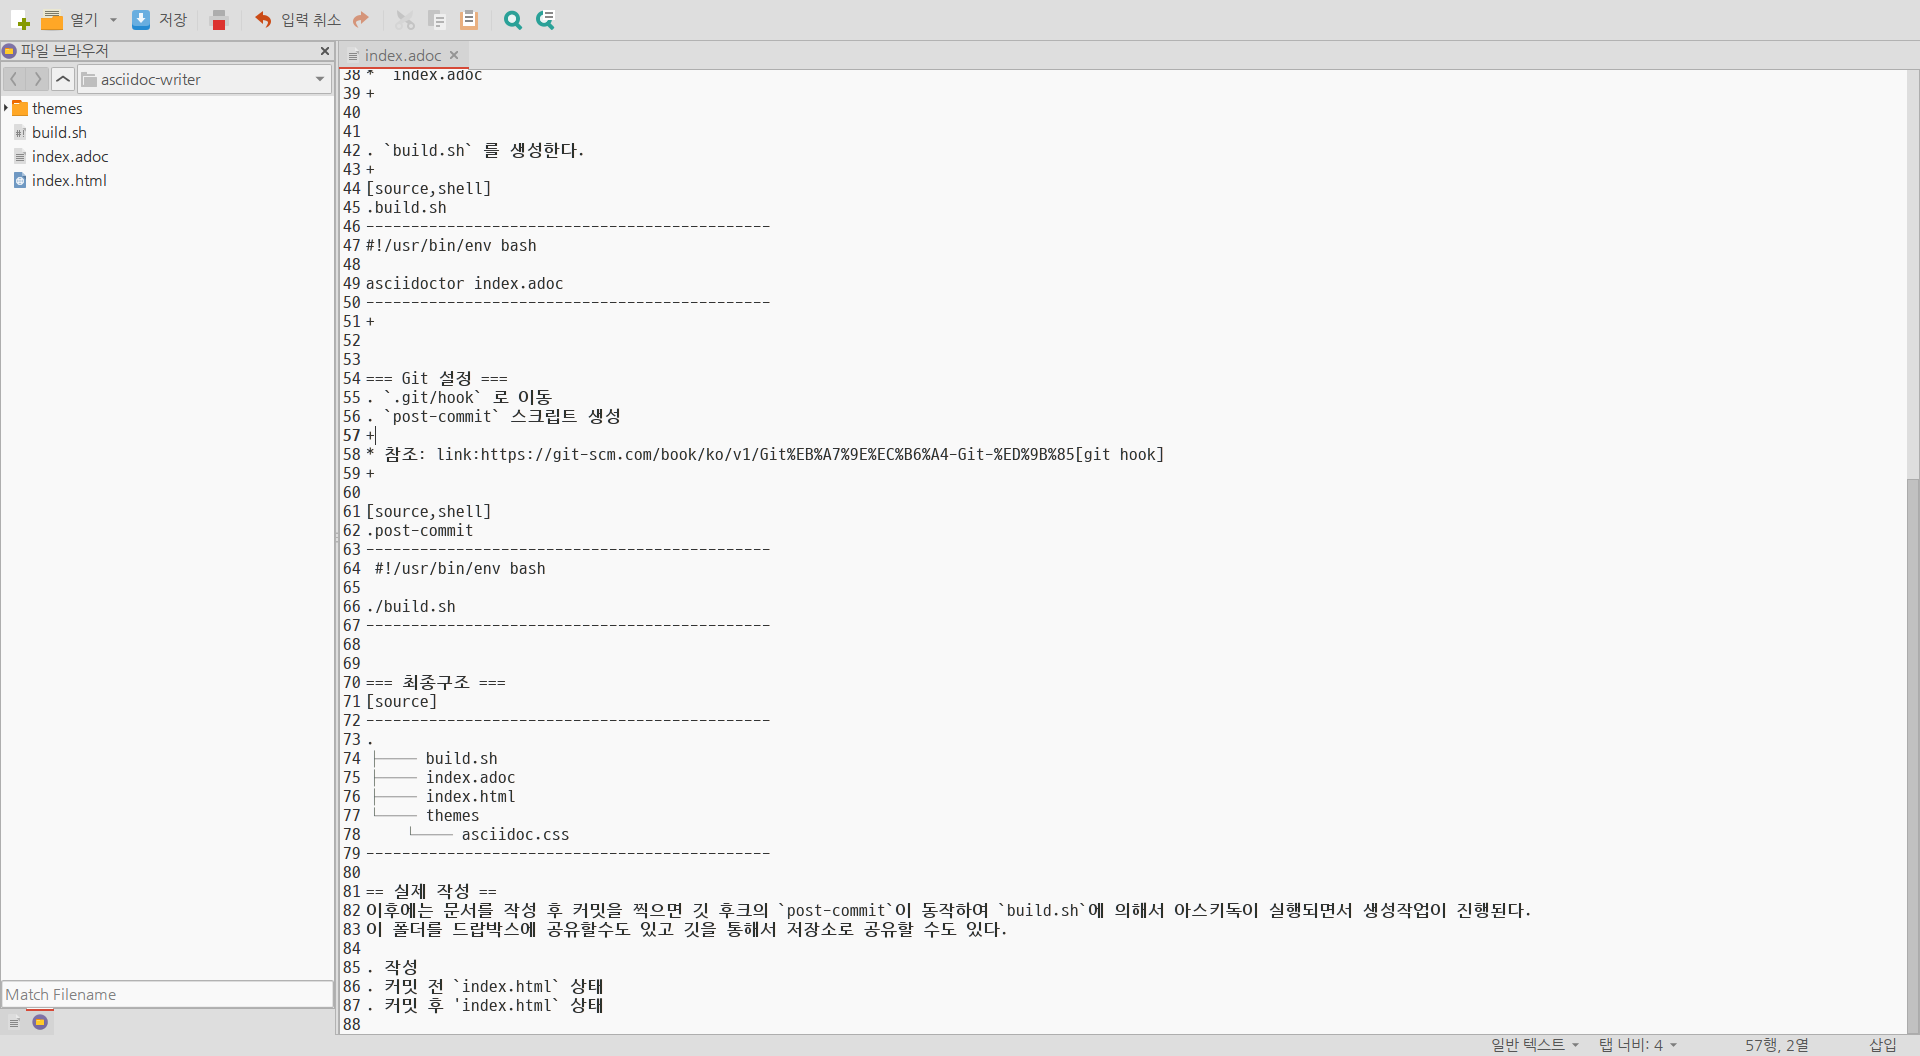 열기 저장 입력 취소
파일 브라우저
asciidoc-writer
themes
build.sh
index.adoc
index.html
Match Filename
index.adoc
38 *  index.adoc
39 +
40
41
42 . `build.sh` 를 생성한다.
43 +
44 [source,shell]
45 .build.sh
46 ---------------------------------------------
47 #!/usr/bin/env bash
48
49 asciidoctor index.adoc
50 ---------------------------------------------
51 +
52
53
54 === Git 설정 ===
55 . `.git/hook` 로 이동
56 . `post-commit` 스크립트 생성
57 +
58 * 참조: link:https://git-scm.com/book/ko/v1/Git%EB%A7%9E%EC%B6%A4-Git-%ED%9B%85[git hook]
59 +
60
61 [source,shell]
62 .post-commit
63 ---------------------------------------------
64  #!/usr/bin/env bash
65
66 ./build.sh
67 ---------------------------------------------
68
69
70 === 최종구조 ===
71 [source]
72 ---------------------------------------------
73 .
74 ├── build.sh
75 ├── index.adoc
76 ├── index.html
77 └── themes
78     └── asciidoc.css
79 ---------------------------------------------
80
81 == 실제 작성 ==
82 이후에는 문서를 작성 후 커밋을 찍으면 깃 후크의 `post-commit`이 동작하여 `build.sh`에 의해서 아스키독이 실행되면서 생성작업이 진행된다.
83 이 폴더를 드랍박스에 공유할수도 있고 깃을 통해서 저장소로 공유할 수도 있다.
84
85 . 작성
86 . 커밋 전 `index.html` 상태
87 . 커밋 후 'index.html` 상태
88
일반 텍스트 탭 너비: 4 57행, 2열 삽입